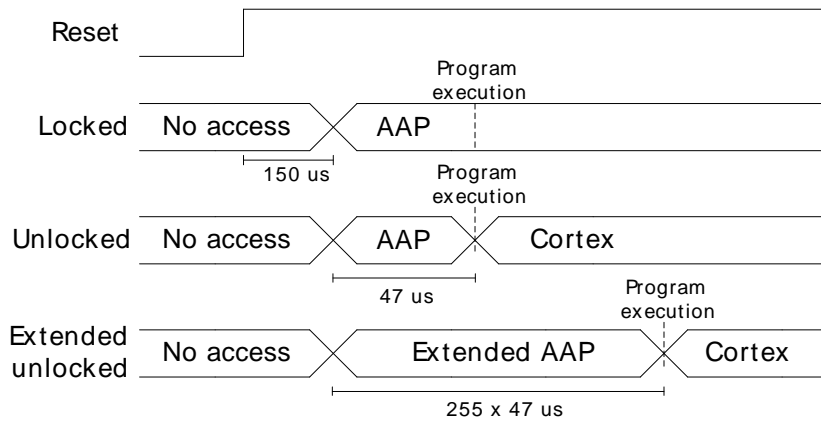 Reset
Program
execution
Locked
No access
AAP
150 us
Program
execution
Unlocked
No access
AAP
Cortex
47 us
Program
execution
Extended
unlocked
No access
Extended AAP
Cortex
255 x 47 us